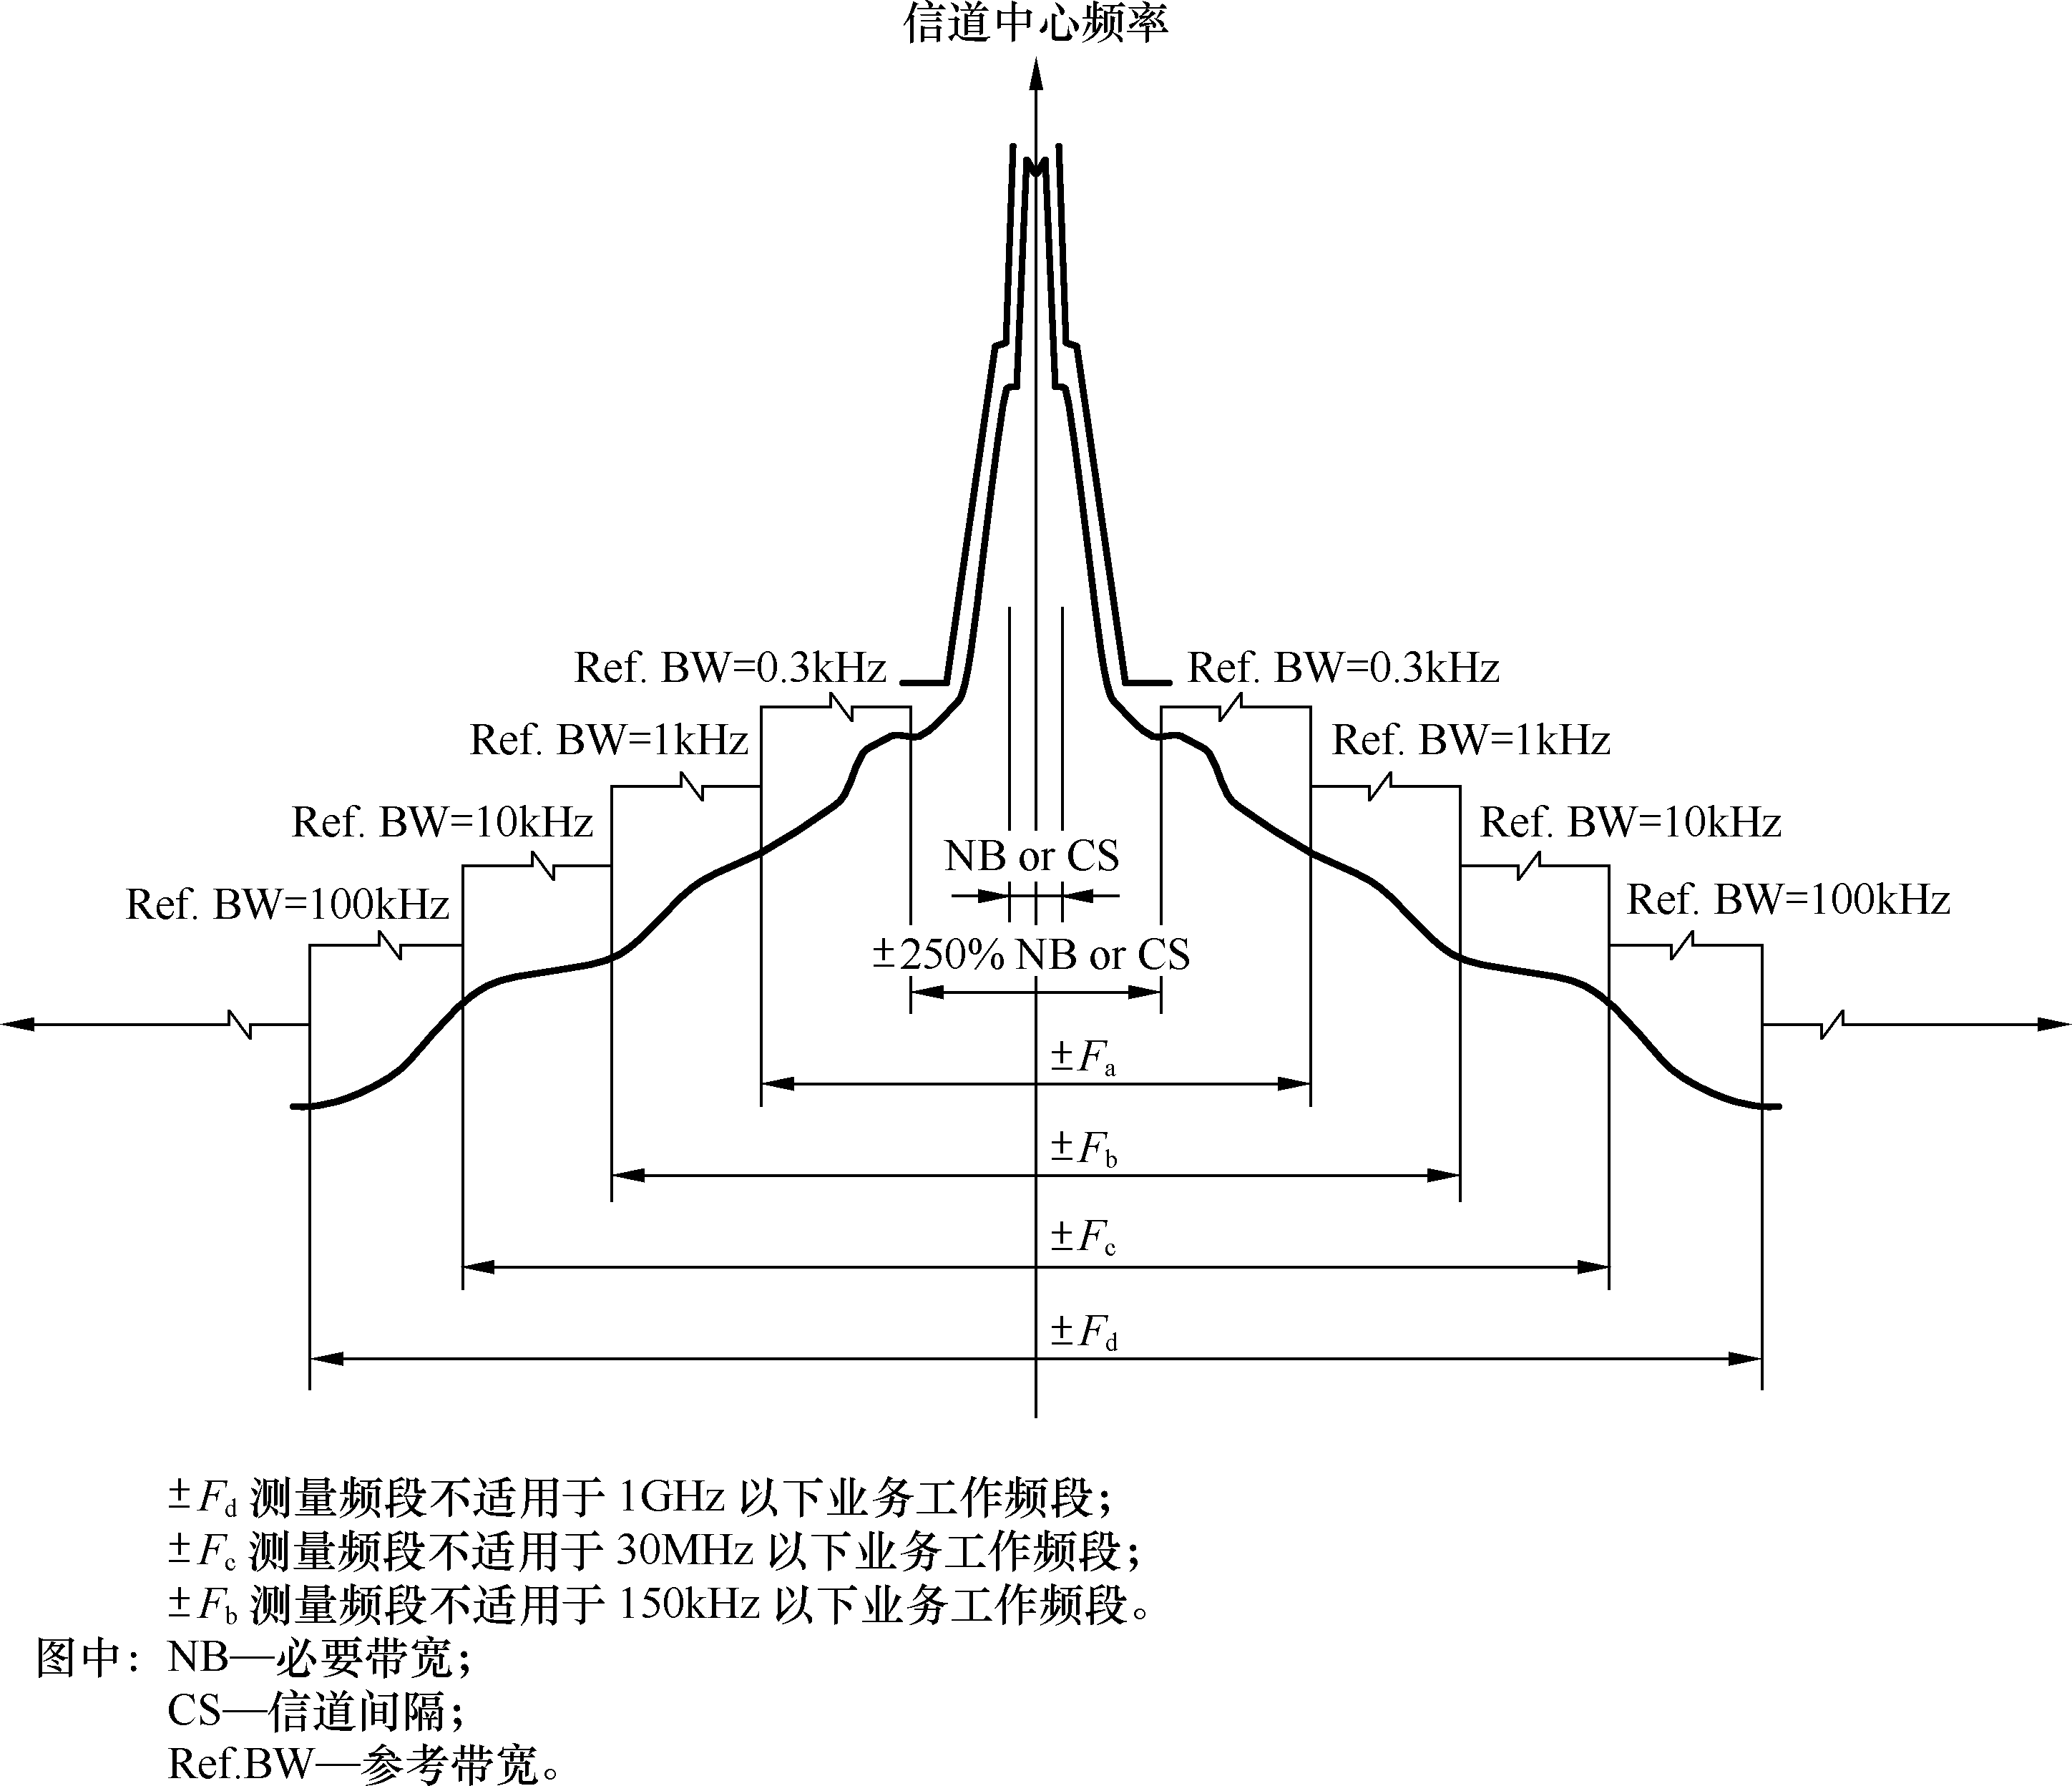 信道中心频率
Ref. BW=0.3kHz
Ref. BW=0.3kHz
Ref. BW=1kHz
Ref. BW=1kHz
Ref. BW=10kHz
Ref. BW=10kHz
NB or CS
Ref. BW=100kHz
Ref. BW=100kHz
±250% NB or CS
±Fa
±Fb
±Fc
±Fd
±Fd 测量频段不适用于 1GHz 以下业务工作频段；
±Fc 测量频段不适用于 30MHz 以下业务工作频段；
±Fb 测量频段不适用于 150kHz 以下业务工作频段。
图中：NB—必要带宽；
CS—信道间隔；
Ref.BW—参考带宽。